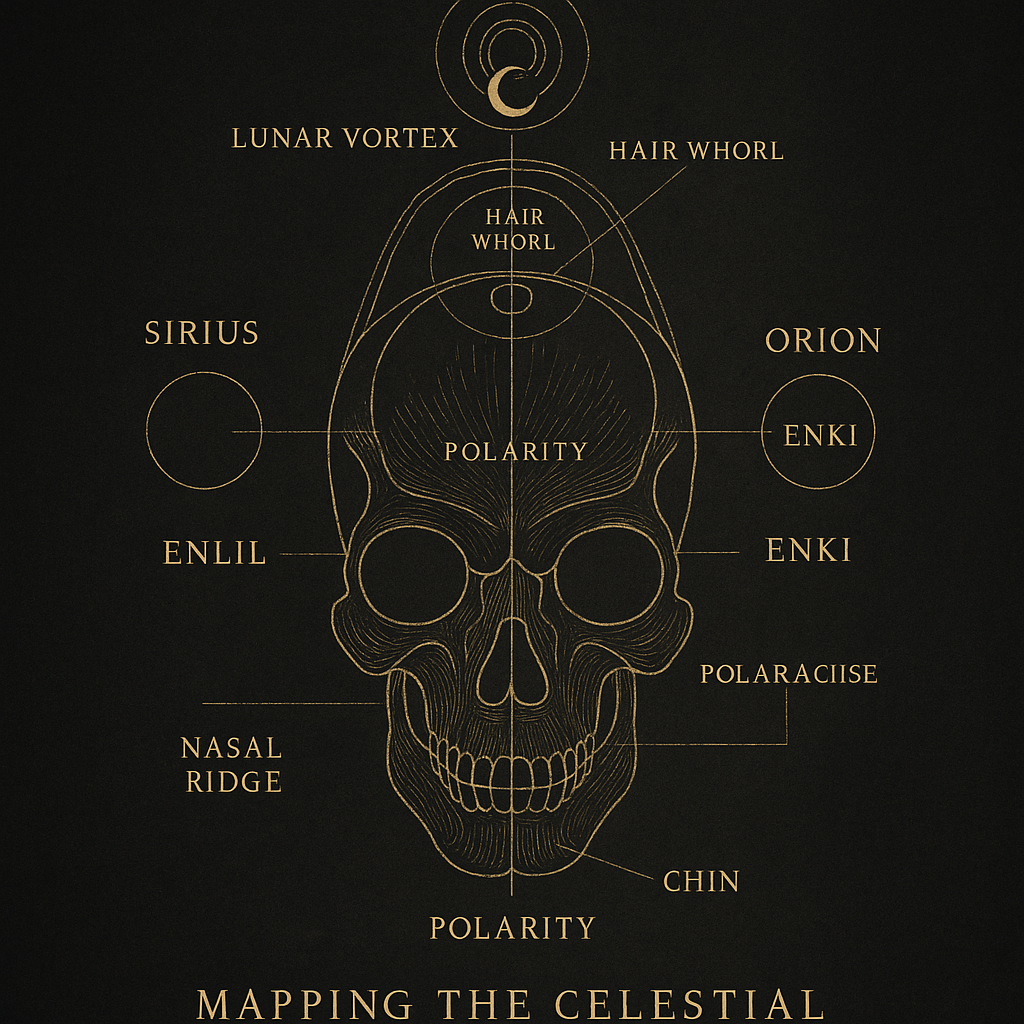 LUNAR VORTEX
HAIR WHORL
HAIR
WHORL
SIRIUS
ORION
ENKI
POLARITY
ENLIL
ENKI
POLARACIISE
NASAL
RIDGE
CHIN
POLARITY
MAPPING THE CELESTIAL